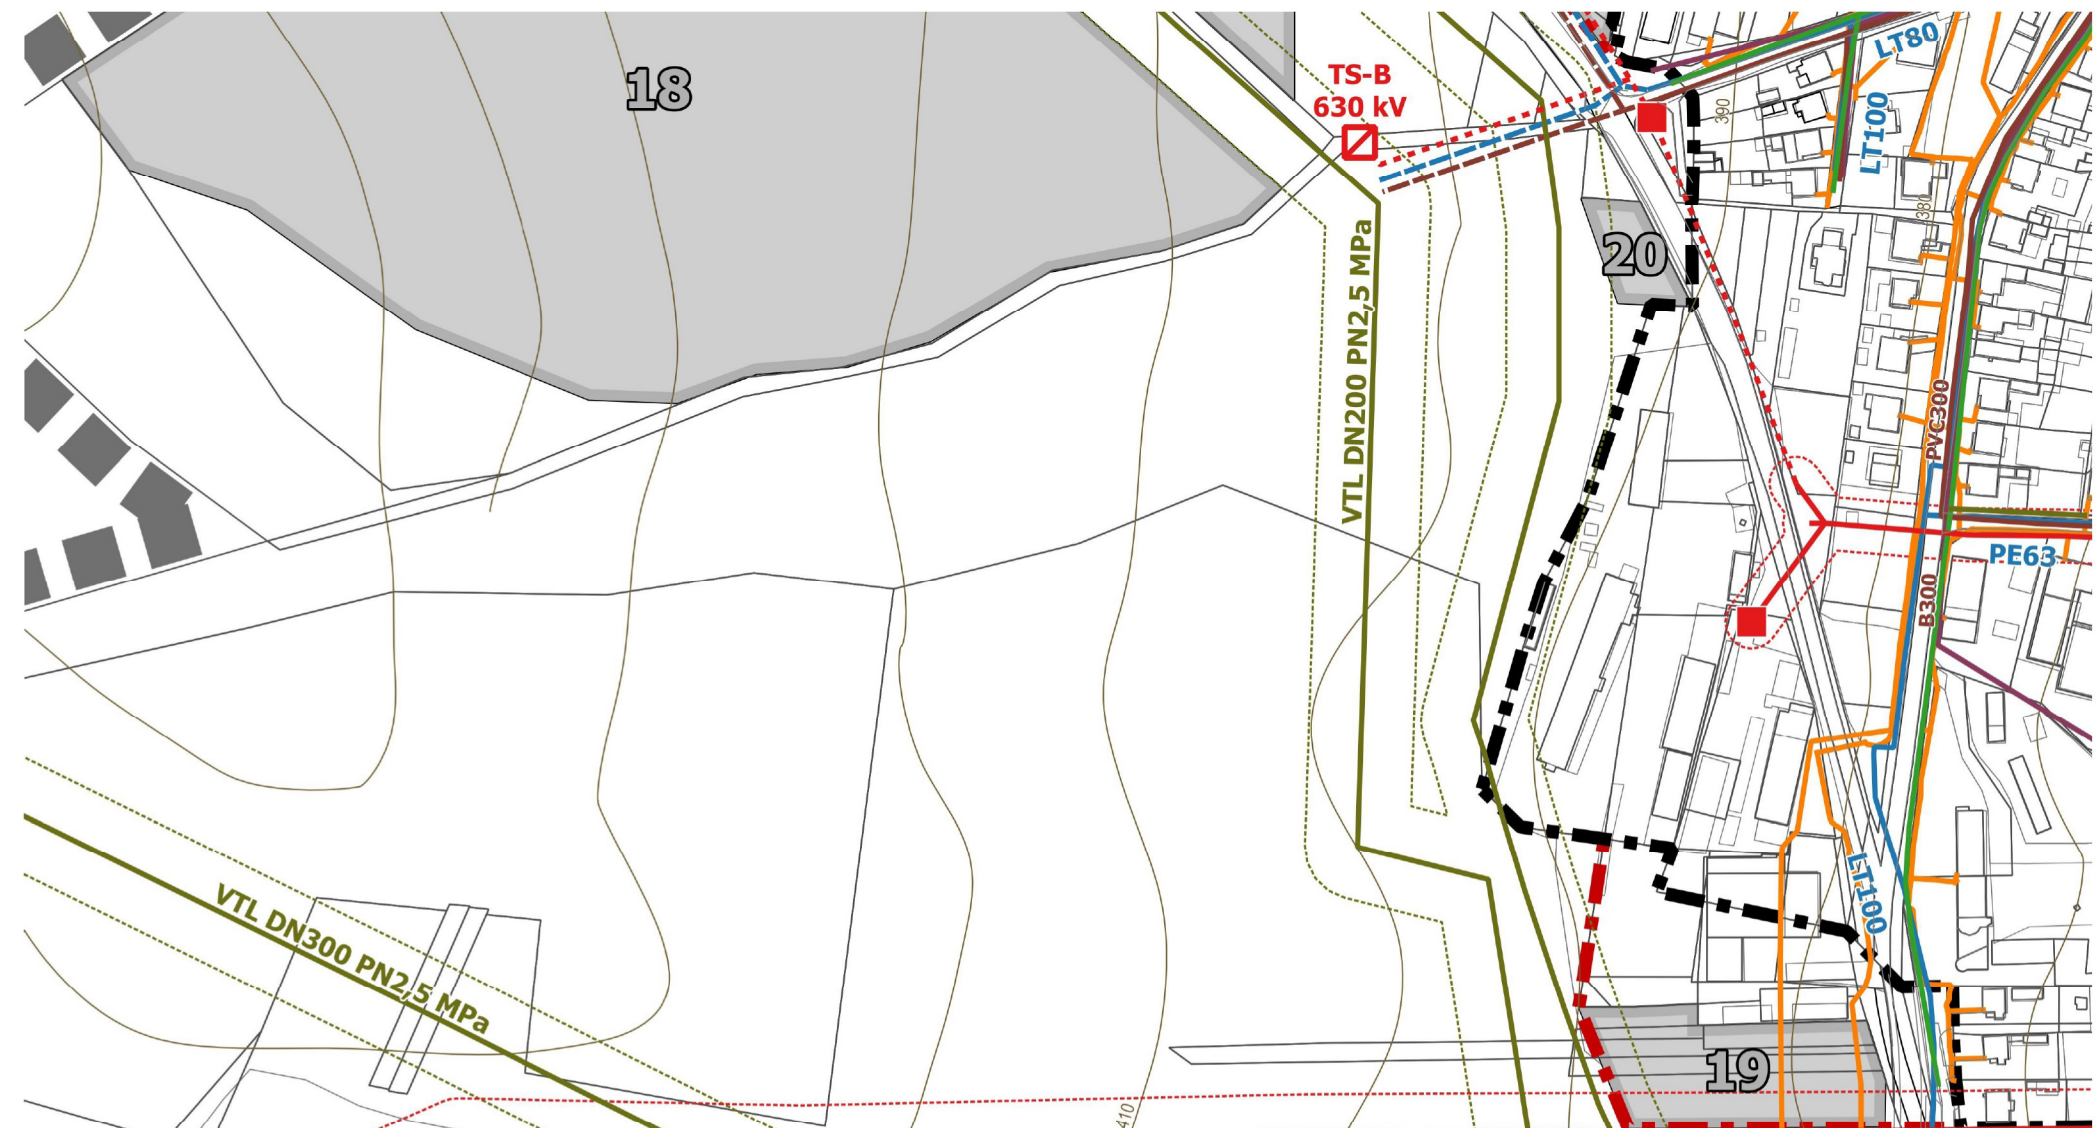 18
TS-B
630 kV
LT80
390
LT100
20
380
VTL DN200 PN2,5 MPa
PVC300
PE63
B300
LT100
VTL DN300 PN2,5 MPa
19
410